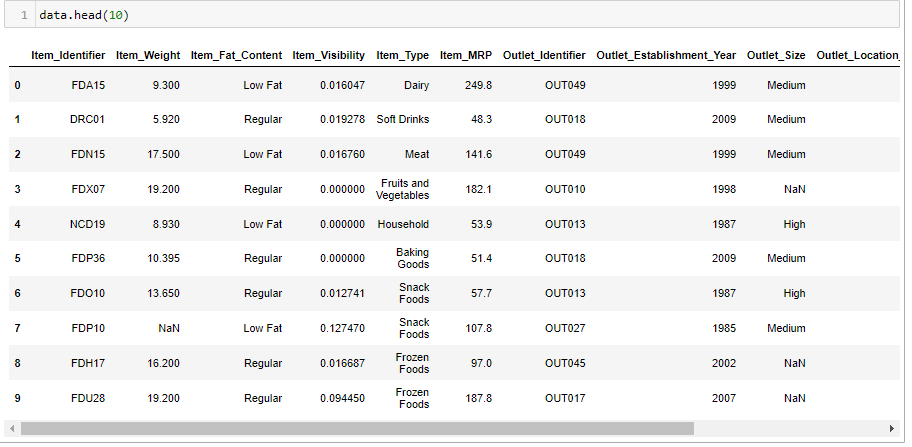 1 data.head(10)
Item_Identifier Item_Weight Item_Fat_Content Item_Visibility Item_Type Item_MRP Outlet_Identifier Outlet_Establishment_Year Outlet_Size Outlet_Location_
0 FDA15 9.300 Low Fat 0.016047 Dairy 249.8 OUT049 1999 Medium
1 DRC01 5.920 Regular 0.019278 Soft Drinks 48.3 OUT018 2009 Medium
2 FDN15 17.500 Low Fat 0.016760 Meat 141.6 OUT049 1999 Medium
3 FDX07 19.200 Regular 0.000000 Fruits and Vegetables 182.1 OUT010 1998 NaN
4 NCD19 8.930 Low Fat 0.000000 Household 53.9 OUT013 1987 High
5 FDP36 10.395 Regular 0.000000 Baking Goods 51.4 OUT018 2009 Medium
6 FDO10 13.650 Regular 0.012741 Snack Foods 57.7 OUT013 1987 High
7 FDP10 NaN Low Fat 0.127470 Snack Foods 107.8 OUT027 1985 Medium
8 FDH17 16.200 Regular 0.016687 Frozen Foods 97.0 OUT045 2002 NaN
9 FDU28 19.200 Regular 0.094450 Frozen Foods 187.8 OUT017 2007 NaN